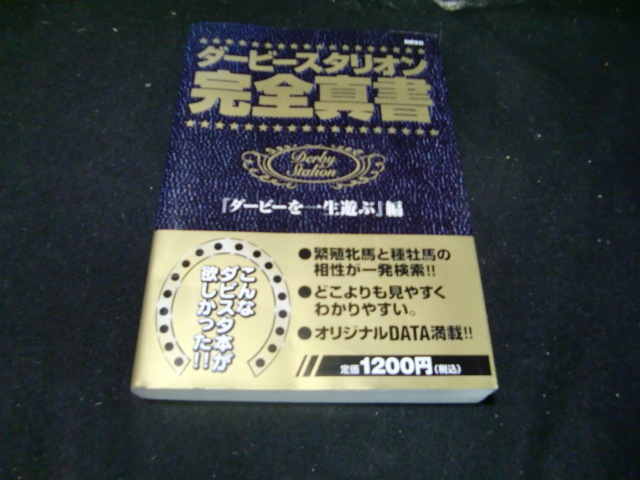 ダービースタリオン
完全真書
Derby
Stalion
『ダービーを一生遊ぶ』編
こんな
ダビスタ本が
欲しかった!!
●繁殖牝馬と種牡馬の
相性が一発検索!!
●どこよりも見やすく
わかりやすい。
●オリジナルDATA満載!!
定価1200円(税込)